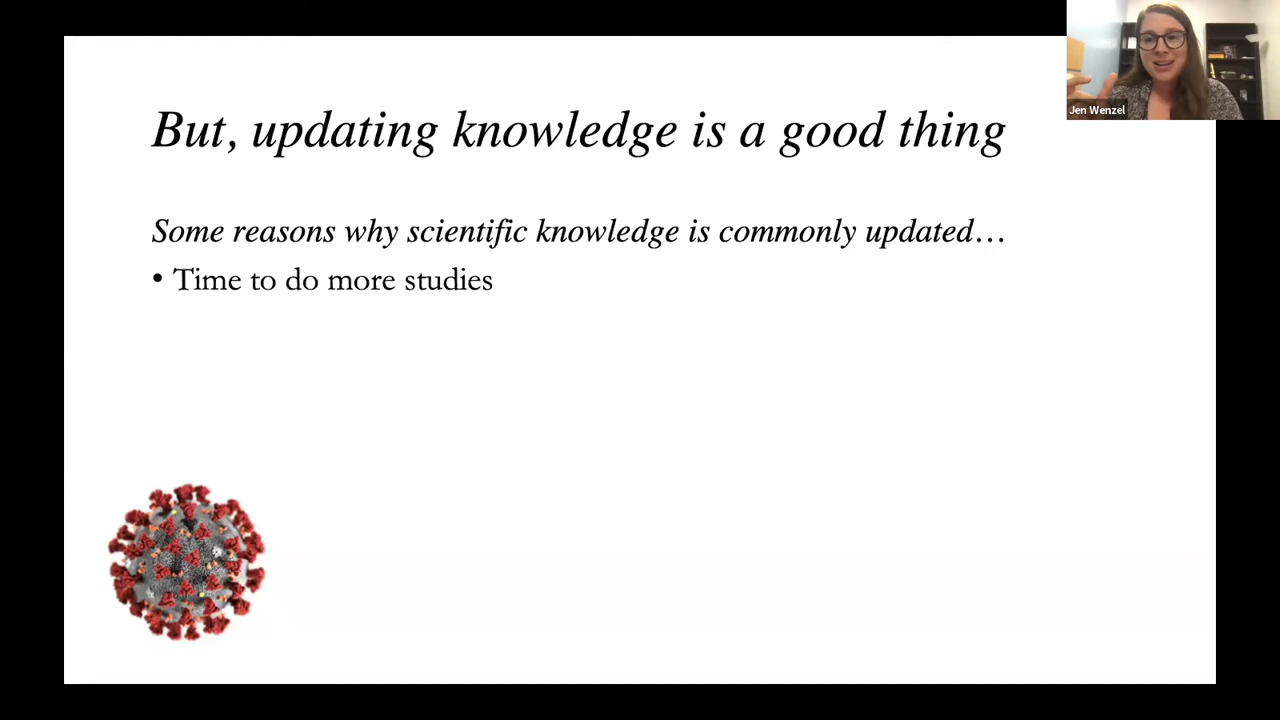 But, updating knowledge is a good thing
Some reasons why scientific knowledge is commonly updated…
• Time to do more studies
Jen Wenzel